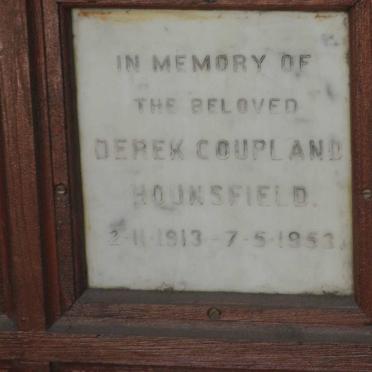 IN MEMORY OF
THE BELOVED
DEREK COUPLAND
HOUNSFIELD.
2-11-1913-7-5-1953.